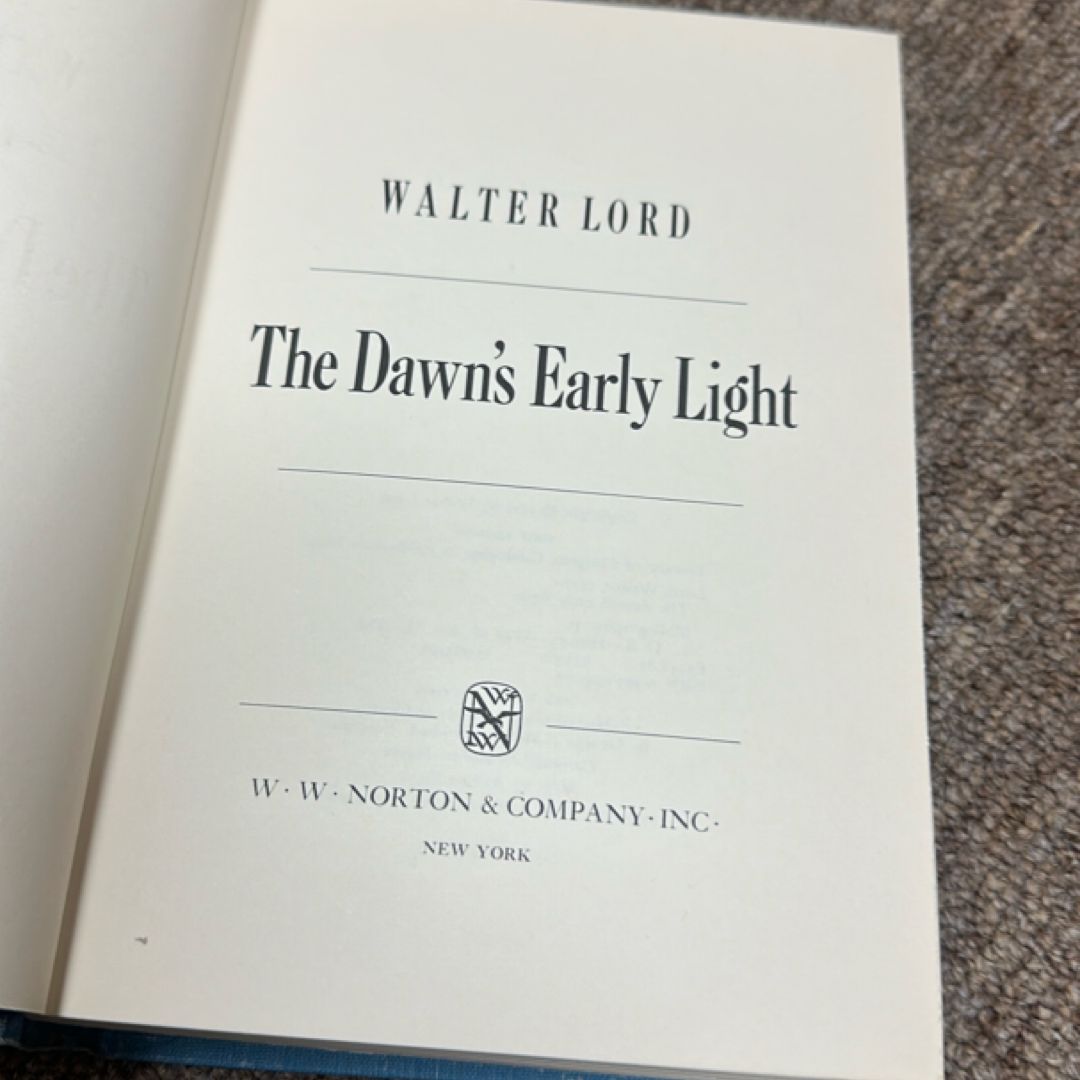 WALTER LORD
The Dawn's Early Light
W · W · NORTON & COMPANY · INC ·
NEW YORK